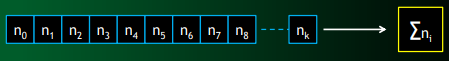 n₀ n₁ n₂ n₃ n₄ n₅ n₆ n₇ n₈ nₖ ∑nᵢ